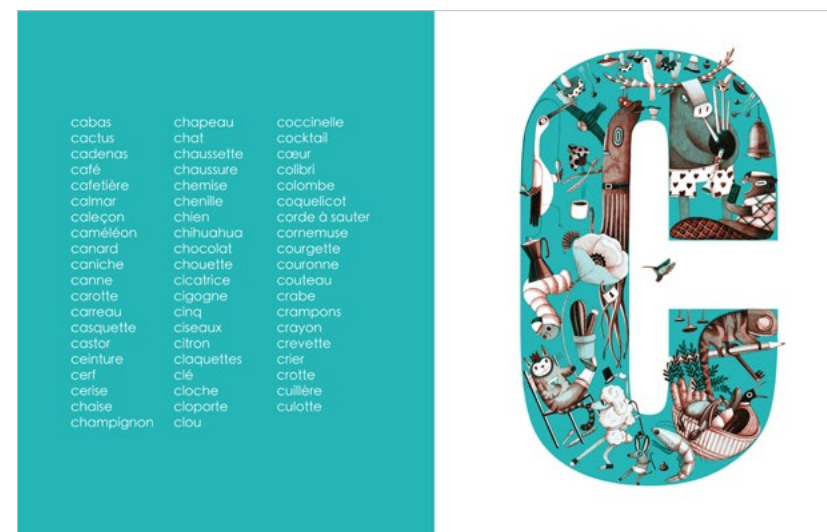 cabas
cactus
cadenas
café
cafetière
calmar
caleçon
caméléon
canard
caniche
canne
carotte
carreau
casquette
castor
ceinture
cerf
cerise
chaise
champignon
chapeau
chat
chaussette
chaussure
chemise
chenille
chien
chihuahua
chocolat
chouette
cicatrice
cigogne
cinq
ciseaux
citron
claquettes
clé
cloche
cloporte
clou
coccinelle
cocktail
cœur
colibri
colombe
coquelicot
corde à sauter
cornemuse
courgette
couronne
couteau
crabe
crampons
crayon
crevette
crier
crotte
cuillère
culotte
C